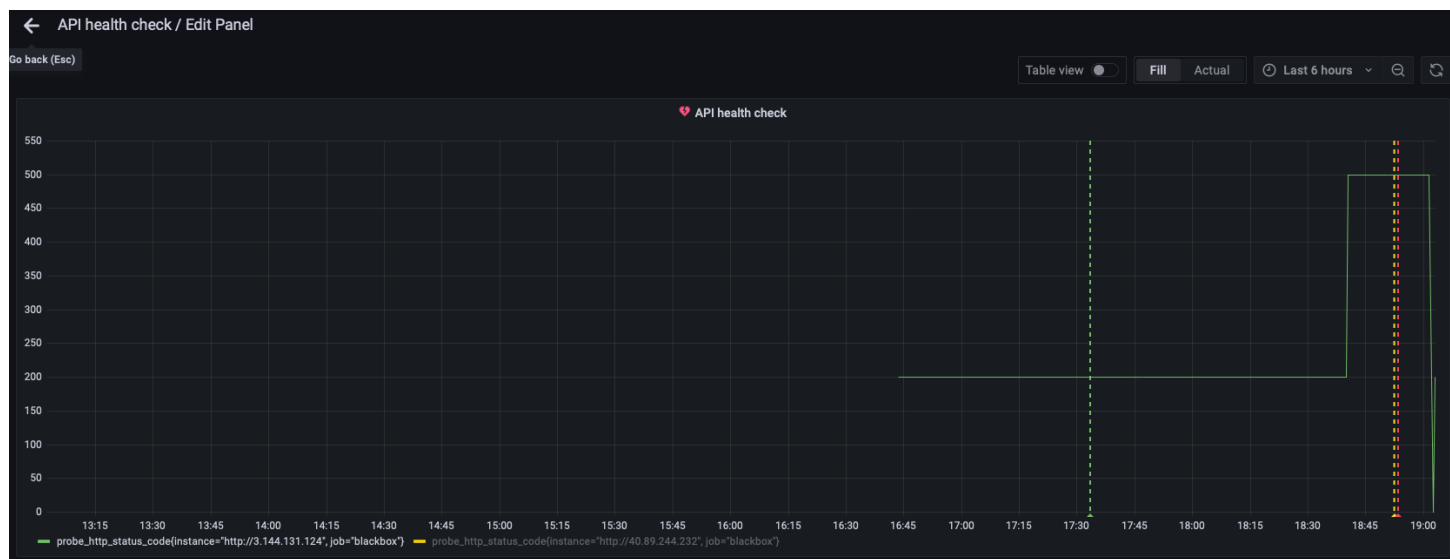 API health check / Edit Panel
Go back (Esc)
Table view Fill Actual Last 6 hours
API health check
550
500
450
400
350
300
250
200
150
100
50
0
13:15 13:30 13:45 14:00 14:15 14:30 14:45 15:00 15:15 15:30 15:45 16:00 16:15 16:30 16:45 17:00 17:15 17:30 17:45 18:00 18:15 18:30 18:45 19:00
probe_http_status_code{instance="http://3.144.131.124", job="blackbox"} probe_http_status_code{instance="http://40.89.244.232", job="blackbox"}